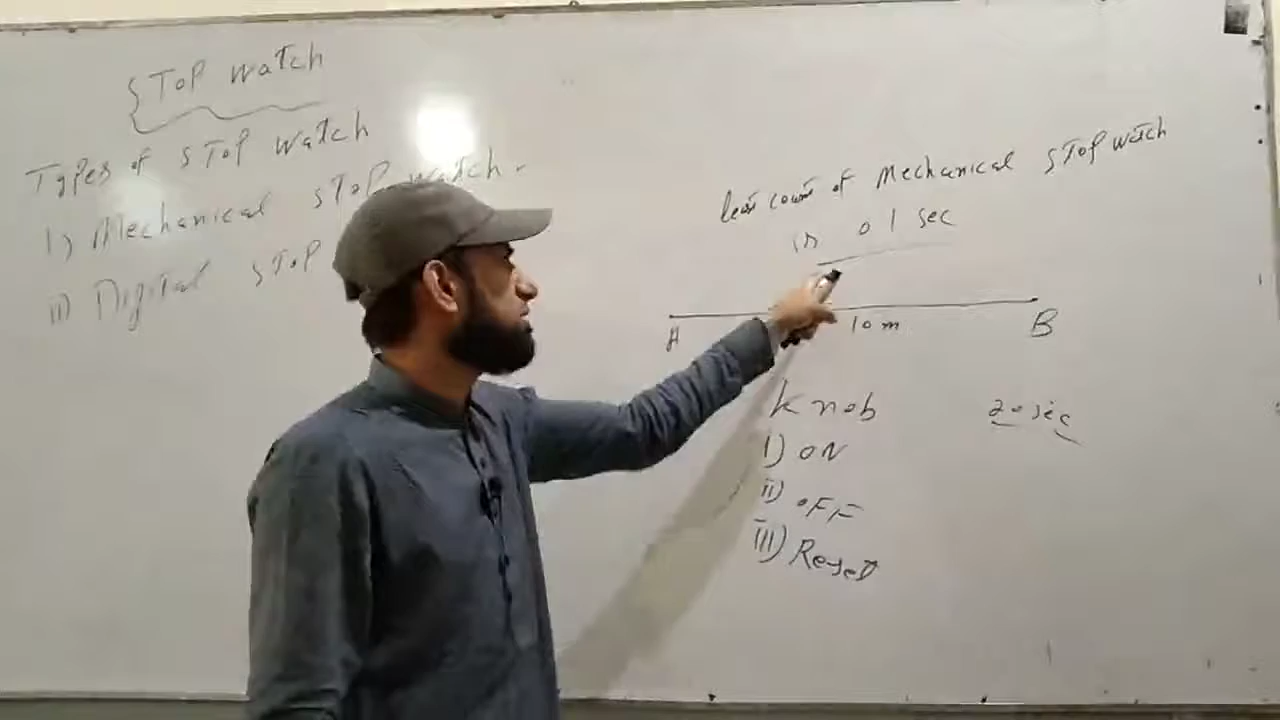 STOP watch
Types of STOP watch
i) Mechanical STOP watch.
ii) Digital STOP
least count of Mechanical STOP watch
is 0 1 sec
A 10 m B
Knob 20 sec
i) ON
ii) OFF
iii) Reset